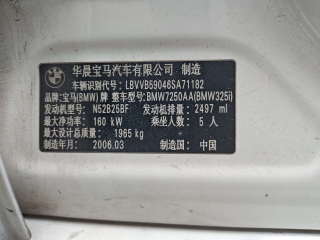 华晨宝马汽车有限公司 制造
车辆识别代号: LBVVB59046SA71182
品牌: 宝马(BMW) 牌 整车型号: BMW7250AA(BMW325i)
发动机型号: N52B25BF 发动机排量: 2497 ml
最大净功率: 160 kW 乘坐人数: 5 人
最大设计总质量: 1965 kg
制造年月: 2006.03 制造国: 中国